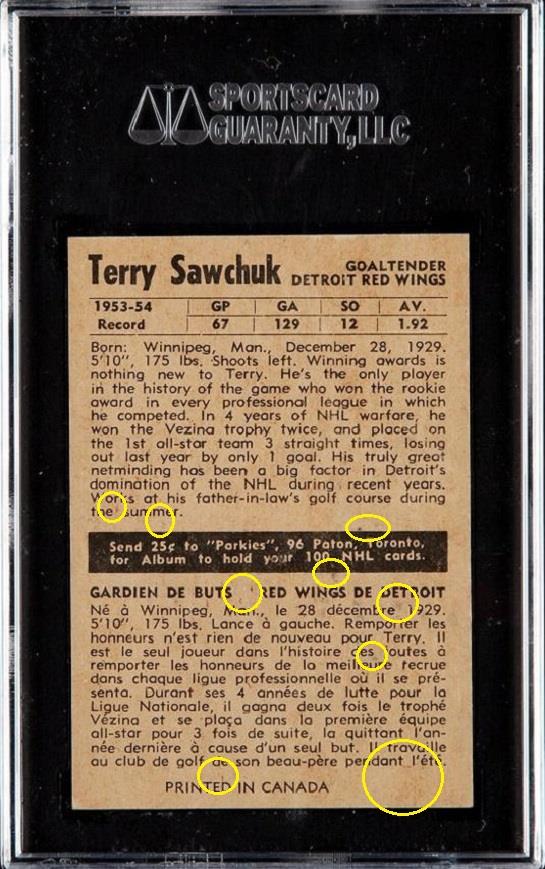 SPORTSCARD
GUARANTY, LLC
Terry Sawchuk GOALTENDER
DETROIT RED WINGS
1953-54 GP GA SO AV.
Record 67 129 12 1.92
Born: Winnipeg, Man., December 28, 1929.
5'10", 175 lbs. Shoots left. Winning awards is
nothing new to Terry. He's the only player
in the history of the game who won the rookie
award in every professional league in which
he competed. In 4 years of NHL warfare, he
won the Vezina trophy twice, and placed on
the 1st all-star team 3 straight times, losing
out last year by only 1 goal. His truly great
netminding has been a big factor in Detroit's
domination of the NHL during recent years.
Works at his father-in-law's golf course during
the summer.
Send 25¢ to "Parkies", 96 Paton, Toronto,
for Album to hold your 100 NHL cards.
GARDIEN DE BUTS RED WINGS DE DETROIT
Né à Winnipeg, Man., le 28 décembre 1929.
5'10", 175 lbs. Lance à gauche. Remporter les
honneurs n'est rien de nouveau pour Terry. Il
est le seul joueur dans l'histoire des joutes à
remporter les honneurs de la meilleure recrue
dans chaque ligue professionnelle où il se pré-
senta. Durant ses 4 années de lutte pour la
Ligue Nationale, il gagna deux fois le trophé
Vézina et se plaça dans la première équipe
all-star pour 3 fois de suite, la quittant l'an-
née dernière à cause d'un seul but. Il travaille
au club de golf de son beau-père pendant l'été.
PRINTED IN CANADA